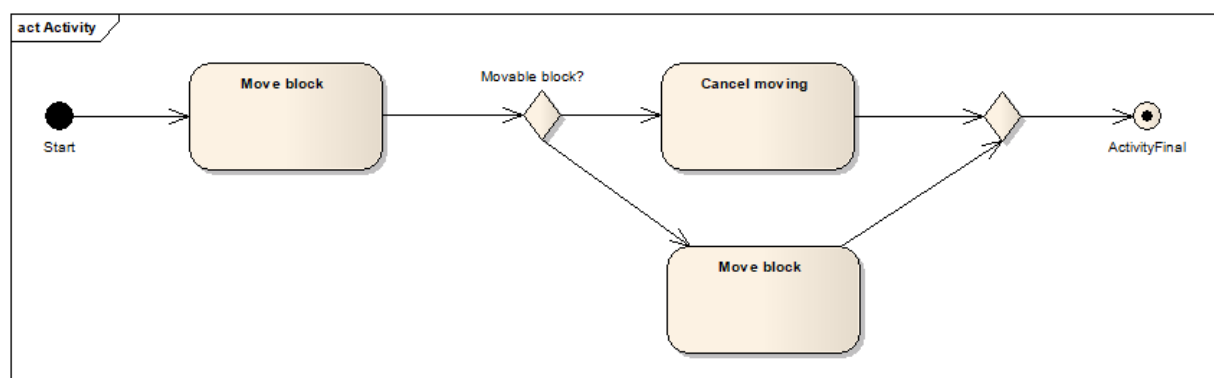 act Activity
Start
Move block
Movable block?
Cancel moving
Move block
ActivityFinal